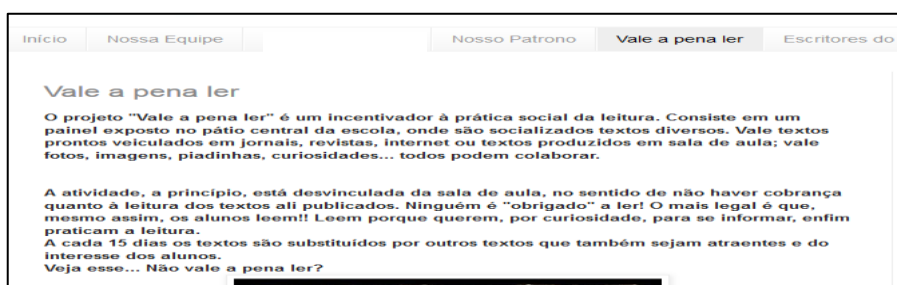 Início Nossa Equipe Nosso Patrono Vale a pena ler Escritores do
Vale a pena ler
O projeto "Vale a pena ler" é um incentivador à prática social da leitura. Consiste em um
painel exposto no pátio central da escola, onde são socializados textos diversos. Vale textos
prontos veiculados em jornais, revistas, internet ou textos produzidos em sala de aula; vale
fotos, imagens, piadinhas, curiosidades... todos podem colaborar.
A atividade, a princípio, está desvinculada da sala de aula, no sentido de não haver cobrança
quanto à leitura dos textos ali publicados. Ninguém é "obrigado" a ler! O mais legal é que,
mesmo assim, os alunos leem!! Leem porque querem, por curiosidade, para se informar, enfim
praticam a leitura.
A cada 15 dias os textos são substituídos por outros textos que também sejam atraentes e do
interesse dos alunos.
Veja esse... Não vale a pena ler?